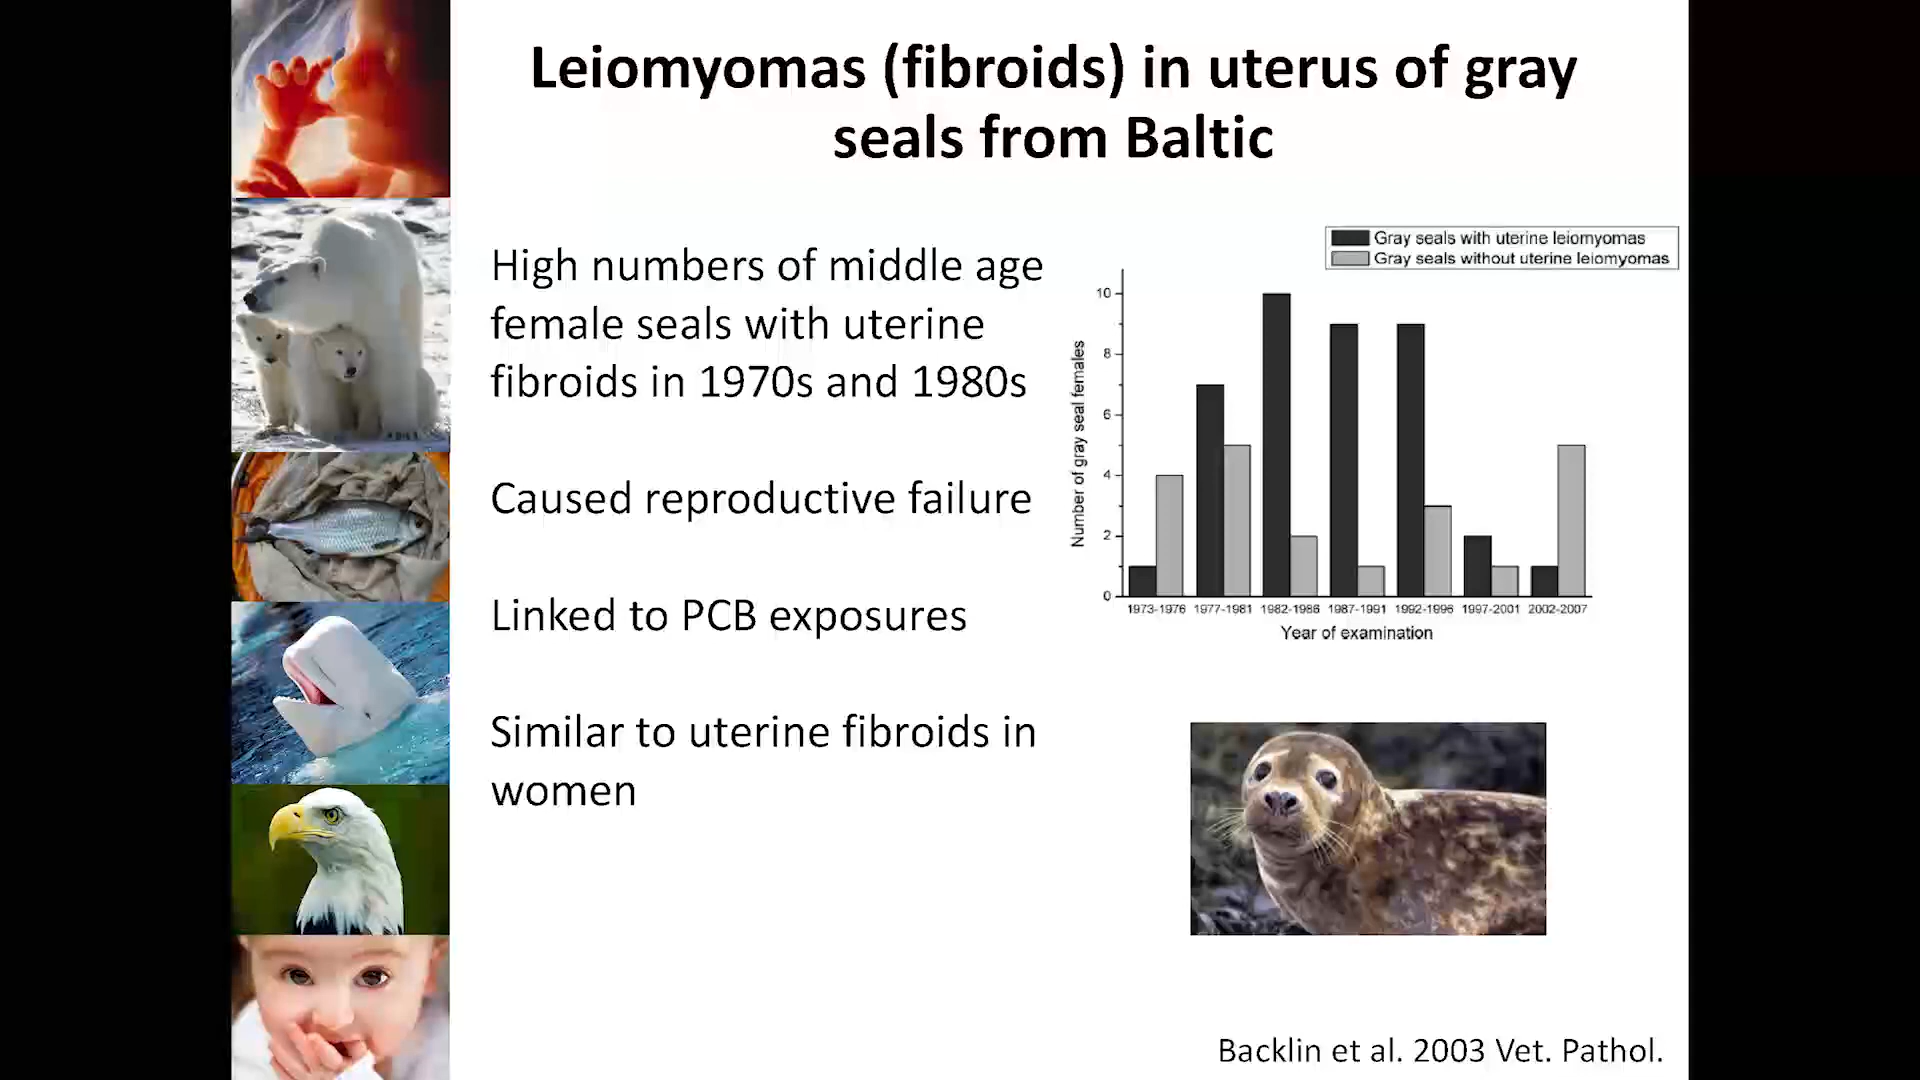 Leiomyomas (fibroids) in uterus of gray
seals from Baltic
High numbers of middle age
female seals with uterine
fibroids in 1970s and 1980s
Caused reproductive failure
Linked to PCB exposures
Similar to uterine fibroids in
women
Gray seals with uterine leiomyomas
Gray seals without uterine leiomyomas
Number of gray seal females
10
8
6
4
2
0
1973-1976 1977-1981 1982-1986 1987-1991 1992-1996 1997-2001 2002-2007
Year of examination
Backlin et al. 2003 Vet. Pathol.